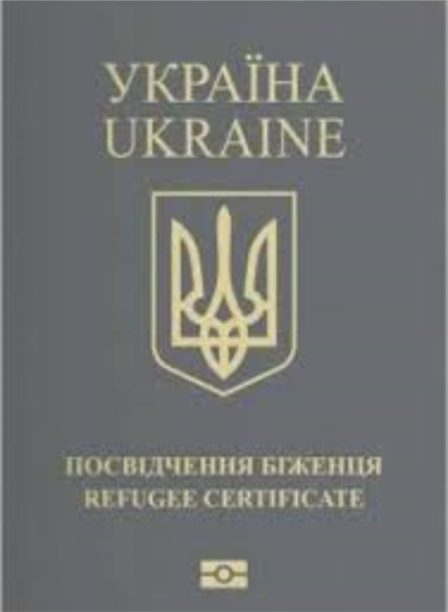 УКРАЇНА
UKRAINE
ПОСВІДЧЕННЯ БІЖЕНЦЯ
REFUGEE CERTIFICATE